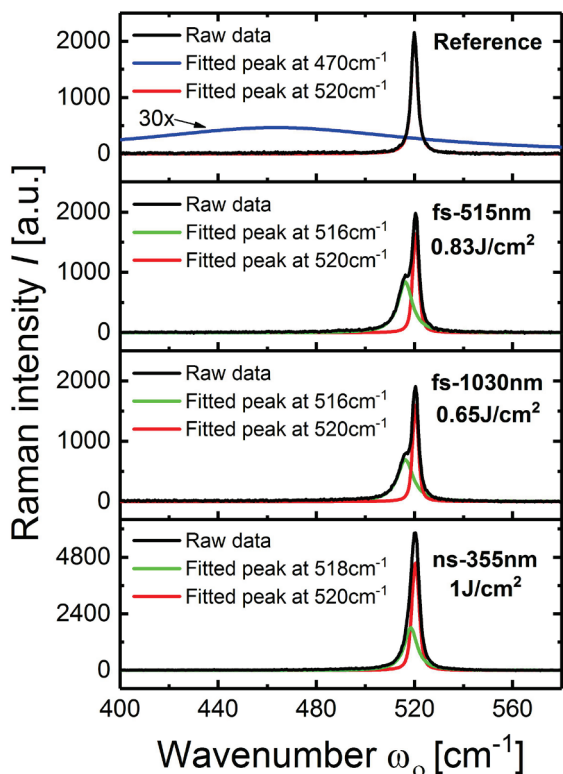 Raman intensity I [a.u.]
2000
1000
0
Raw data
Fitted peak at 470cm⁻¹
Fitted peak at 520cm⁻¹
30x
Reference
2000
1000
0
Raw data
Fitted peak at 516cm⁻¹
Fitted peak at 520cm⁻¹
fs-515nm
0.83J/cm²
2000
1000
0
Raw data
Fitted peak at 516cm⁻¹
Fitted peak at 520cm⁻¹
fs-1030nm
0.65J/cm²
4800
2400
0
Raw data
Fitted peak at 518cm⁻¹
Fitted peak at 520cm⁻¹
ns-355nm
1J/cm²
400 440 480 520 560
Wavenumber ωₒ [cm⁻¹]